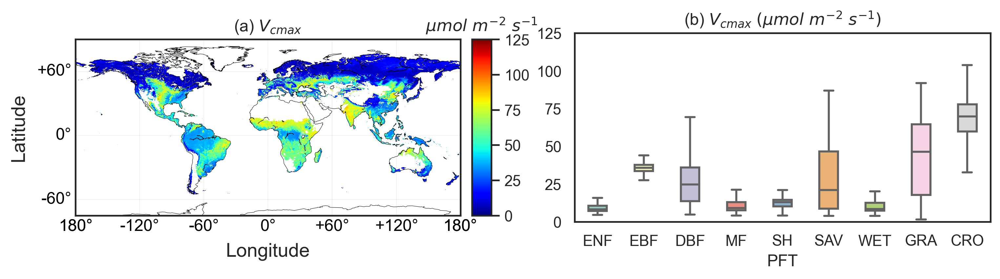 (a) Vcmax
μmol m⁻² s⁻¹
+60°
0°
-60°
Latitude
180° -120° -60° 0° +60° +120° 180°
Longitude
125
100
75
50
25
0
(b) Vcmax (μmol m⁻² s⁻¹)
125
100
75
50
25
0
ENF EBF DBF MF SH SAV WET GRA CRO
PFT